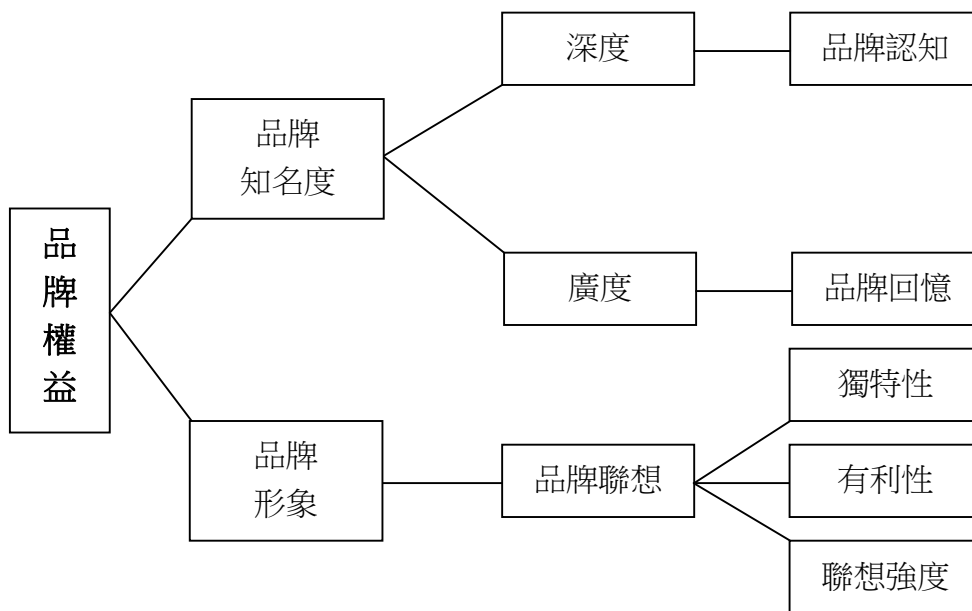 品
牌
權
益
品牌
知名度
深度
品牌認知
廣度
品牌回憶
品牌
形象
品牌聯想
獨特性
有利性
聯想強度